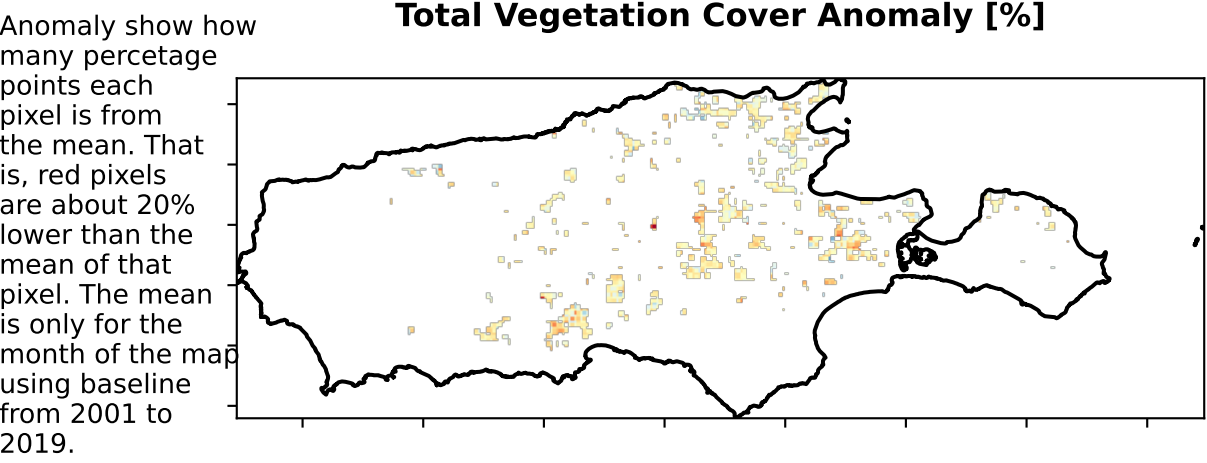 Total Vegetation Cover Anomaly [%]
Anomaly show how
many percetage
points each
pixel is from
the mean. That
is, red pixels
are about 20%
lower than the
mean of that
pixel. The mean
is only for the
month of the map
using baseline
from 2001 to
2019.